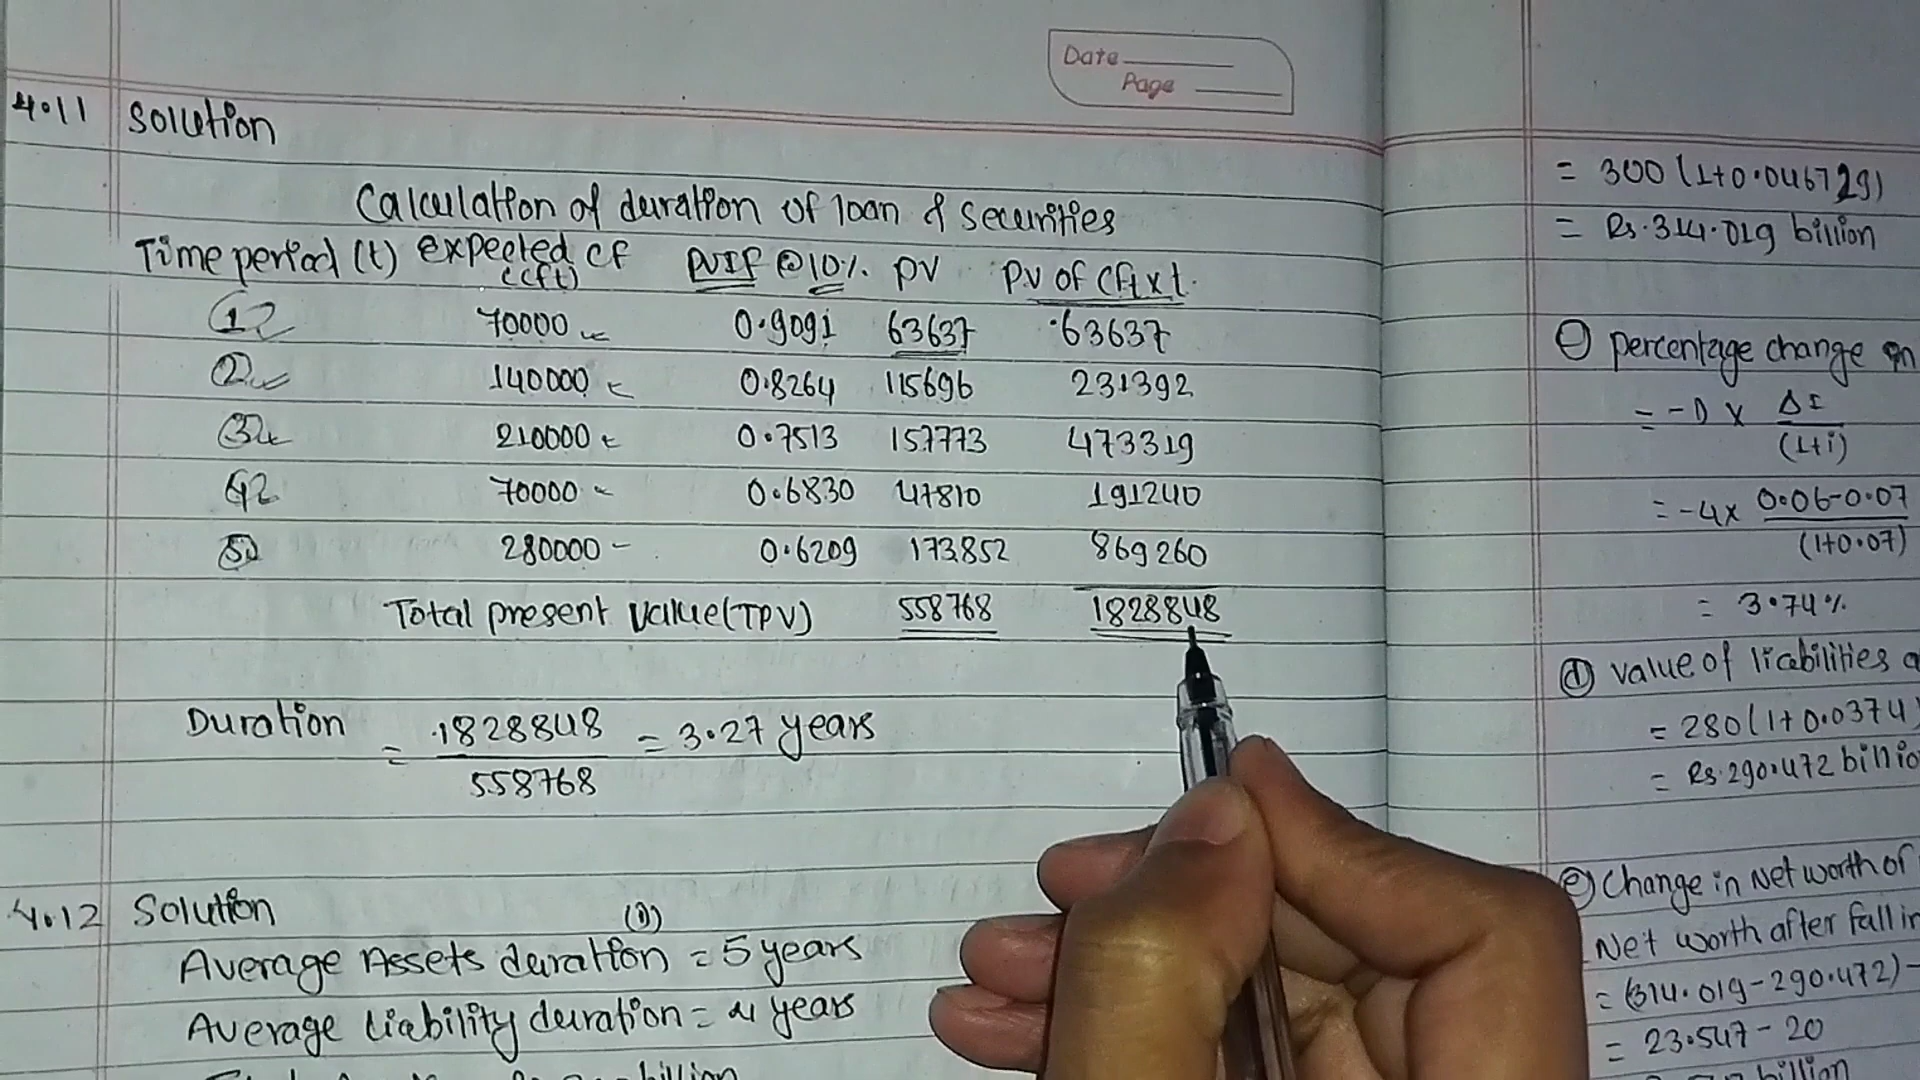 Date
Page
4.11 Solution
Calculation of duration of loan & securities
Time period (t) expected CF (cft) PVIF @10% PV P.V of Cft x t.
1 70000 0.9091 63637 63637
2 140000 0.8264 115696 231392
3 210000 0.7513 157773 473319
4 70000 0.6830 47810 191240
5 280000 0.6209 173852 869260
Total present value(TPV) 558768 1828848
Duration = 1828848 / 558768 = 3.27 years
4.12 Solution
(1)
Average Assets duration = 5 years
Average liability duration = 4 years
billion
= 300 (1+0.046729)
= Rs.314.019 billion
percentage change in
= -D x ΔI / (1+i)
= -4x 0.06-0.07 / (1+0.07)
= 3.74%
d value of liabilities
= 280(1+0.0374)
= Rs.290.472 billio
e Change in Net worth of
Net worth after fall in
= (314.019-290.472)-
= 23.547-20
billion